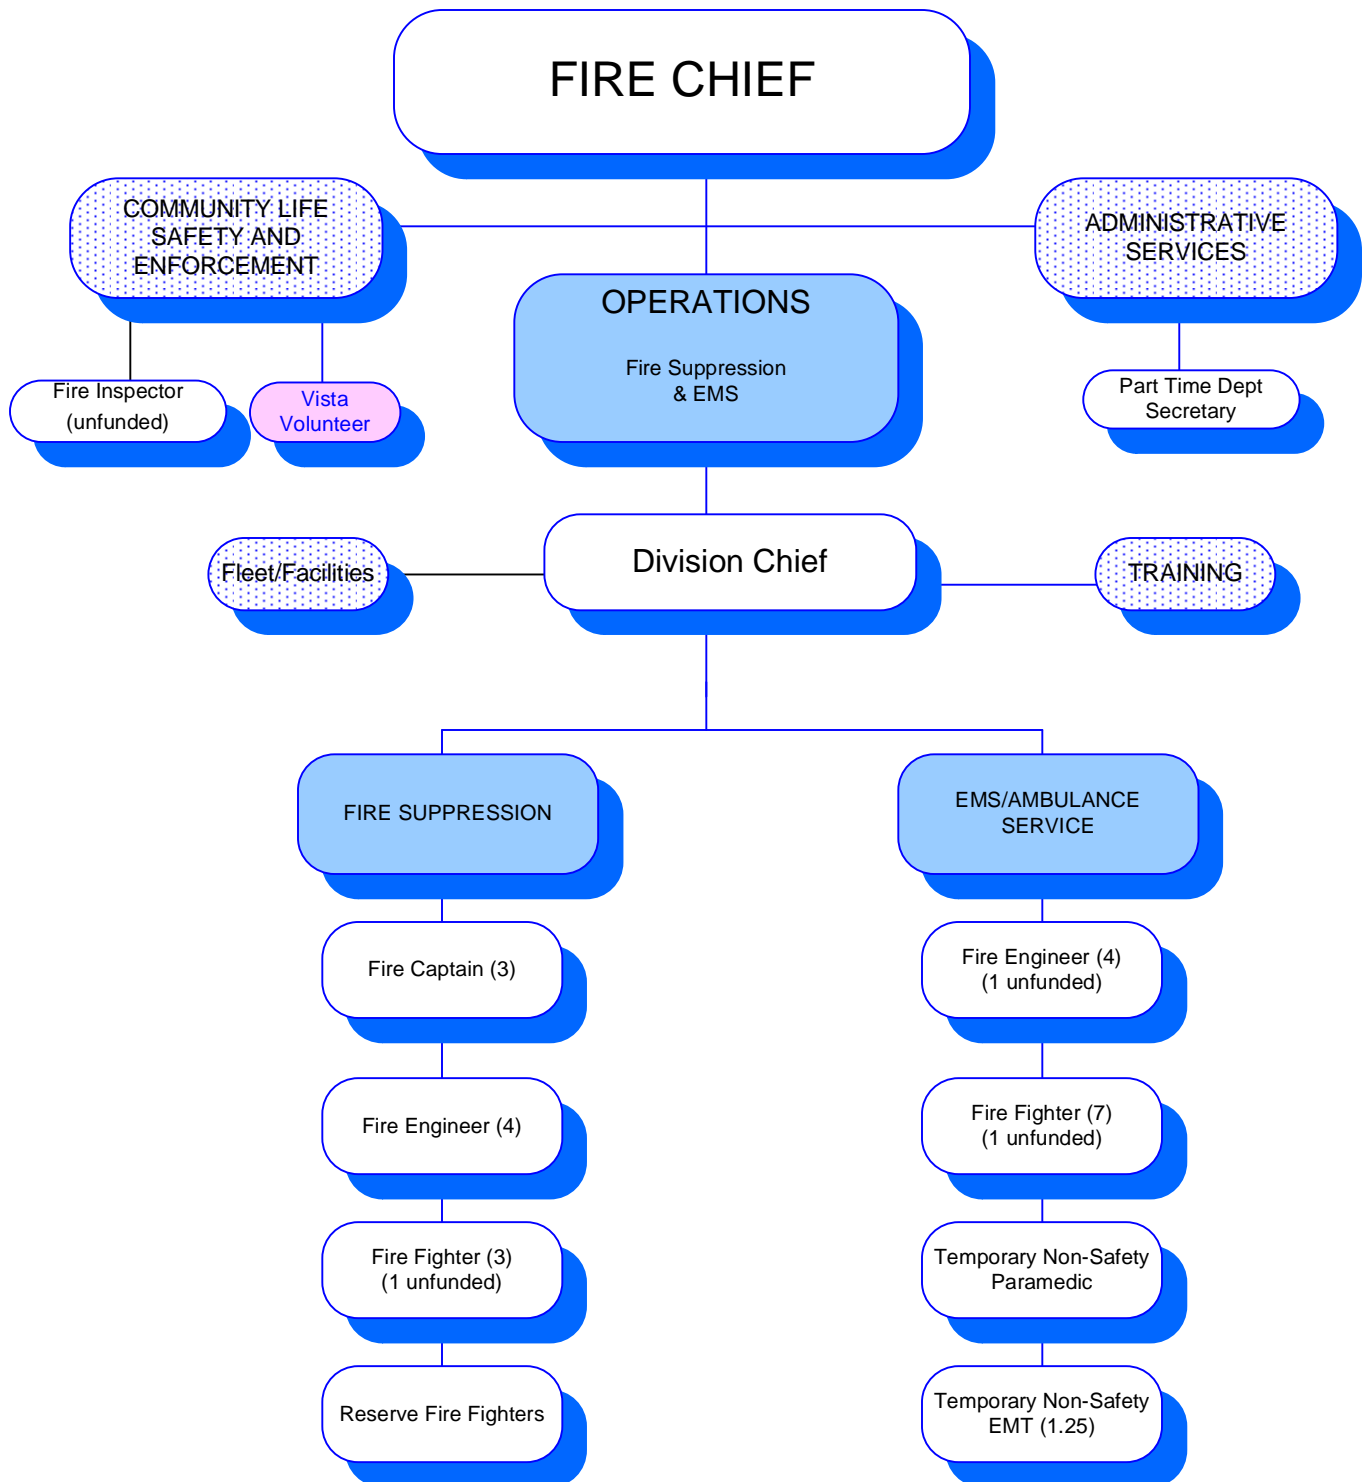 FIRE CHIEF
COMMUNITY LIFE
SAFETY AND
ENFORCEMENT
ADMINISTRATIVE
SERVICES
OPERATIONS
Fire Suppression
& EMS
Fire Inspector
(unfunded)
Vista
Volunteer
Part Time Dept
Secretary
Fleet/Facilities
Division Chief
TRAINING
FIRE SUPPRESSION
EMS/AMBULANCE
SERVICE
Fire Captain (3)
Fire Engineer (4)
(1 unfunded)
Fire Engineer (4)
Fire Fighter (7)
(1 unfunded)
Fire Fighter (3)
(1 unfunded)
Temporary Non-Safety
Paramedic
Reserve Fire Fighters
Temporary Non-Safety
EMT (1.25)